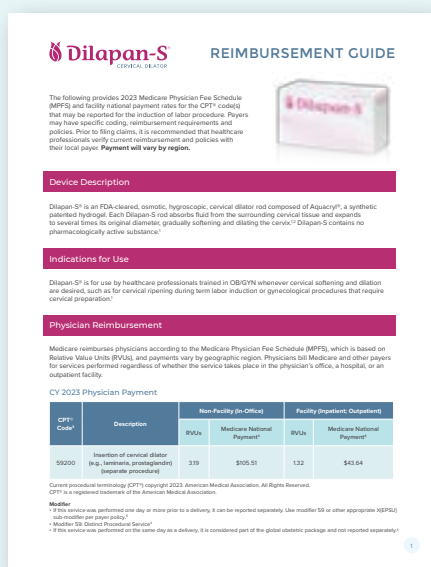 Dilapan-S®
CERVICAL DILATOR
REIMBURSEMENT GUIDE
The following provides 2023 Medicare Physician Fee Schedule
(MPFS) and facility national payment rates for the CPT® code(s)
that may be reported for the induction of labor procedure. Payers
may have specific coding, reimbursement requirements and
policies. Prior to filing claims, it is recommended that healthcare
professionals verify current reimbursement and policies with
their local payer. Payment will vary by region.
Dilapan-S
Device Description
Dilapan-S® is an FDA-cleared, osmotic, hygroscopic, cervical dilator rod composed of Aquacryl®, a synthetic
patented hydrogel. Each Dilapan-S rod absorbs fluid from the surrounding cervical tissue and expands
to several times its original diameter, gradually softening and dilating the cervix.¹,² Dilapan-S contains no
pharmacologically active substance.¹
Indications for Use
Dilapan-S® is for use by healthcare professionals trained in OB/GYN whenever cervical softening and dilation
are desired, such as for cervical ripening during term labor induction or gynecological procedures that require
cervical preparation.¹
Physician Reimbursement
Medicare reimburses physicians according to the Medicare Physician Fee Schedule (MPFS), which is based on
Relative Value Units (RVUs), and payments vary by geographic region. Physicians bill Medicare and other payers
for services performed regardless of whether the service takes place in the physician's office, a hospital, or an
outpatient facility.
CY 2023 Physician Payment
CPT® Code³ Description Non-Facility (In-Office) Facility (Inpatient; Outpatient)
RVUs Medicare National Payment⁴ RVUs Medicare National Payment⁴
59200 Insertion of cervical dilator (e.g., laminaria, prostaglandin) (separate procedure) 3.19 $105.51 1.32 $43.64
Current procedural terminology (CPT®) copyright 2023. American Medical Association. All Rights Reserved.
CPT® is a registered trademark of the American Medical Association.
Modifier
• If this service was performed one day or more prior to a delivery, it can be reported separately. Use modifier 59 or other appropriate X{EPSU}
sub-modifier per payer policy.⁵
• Modifier 59: Distinct Procedural Service⁴
• If this service was performed on the same day as a delivery, it is considered part of the global obstetric package and not reported separately.⁶
1